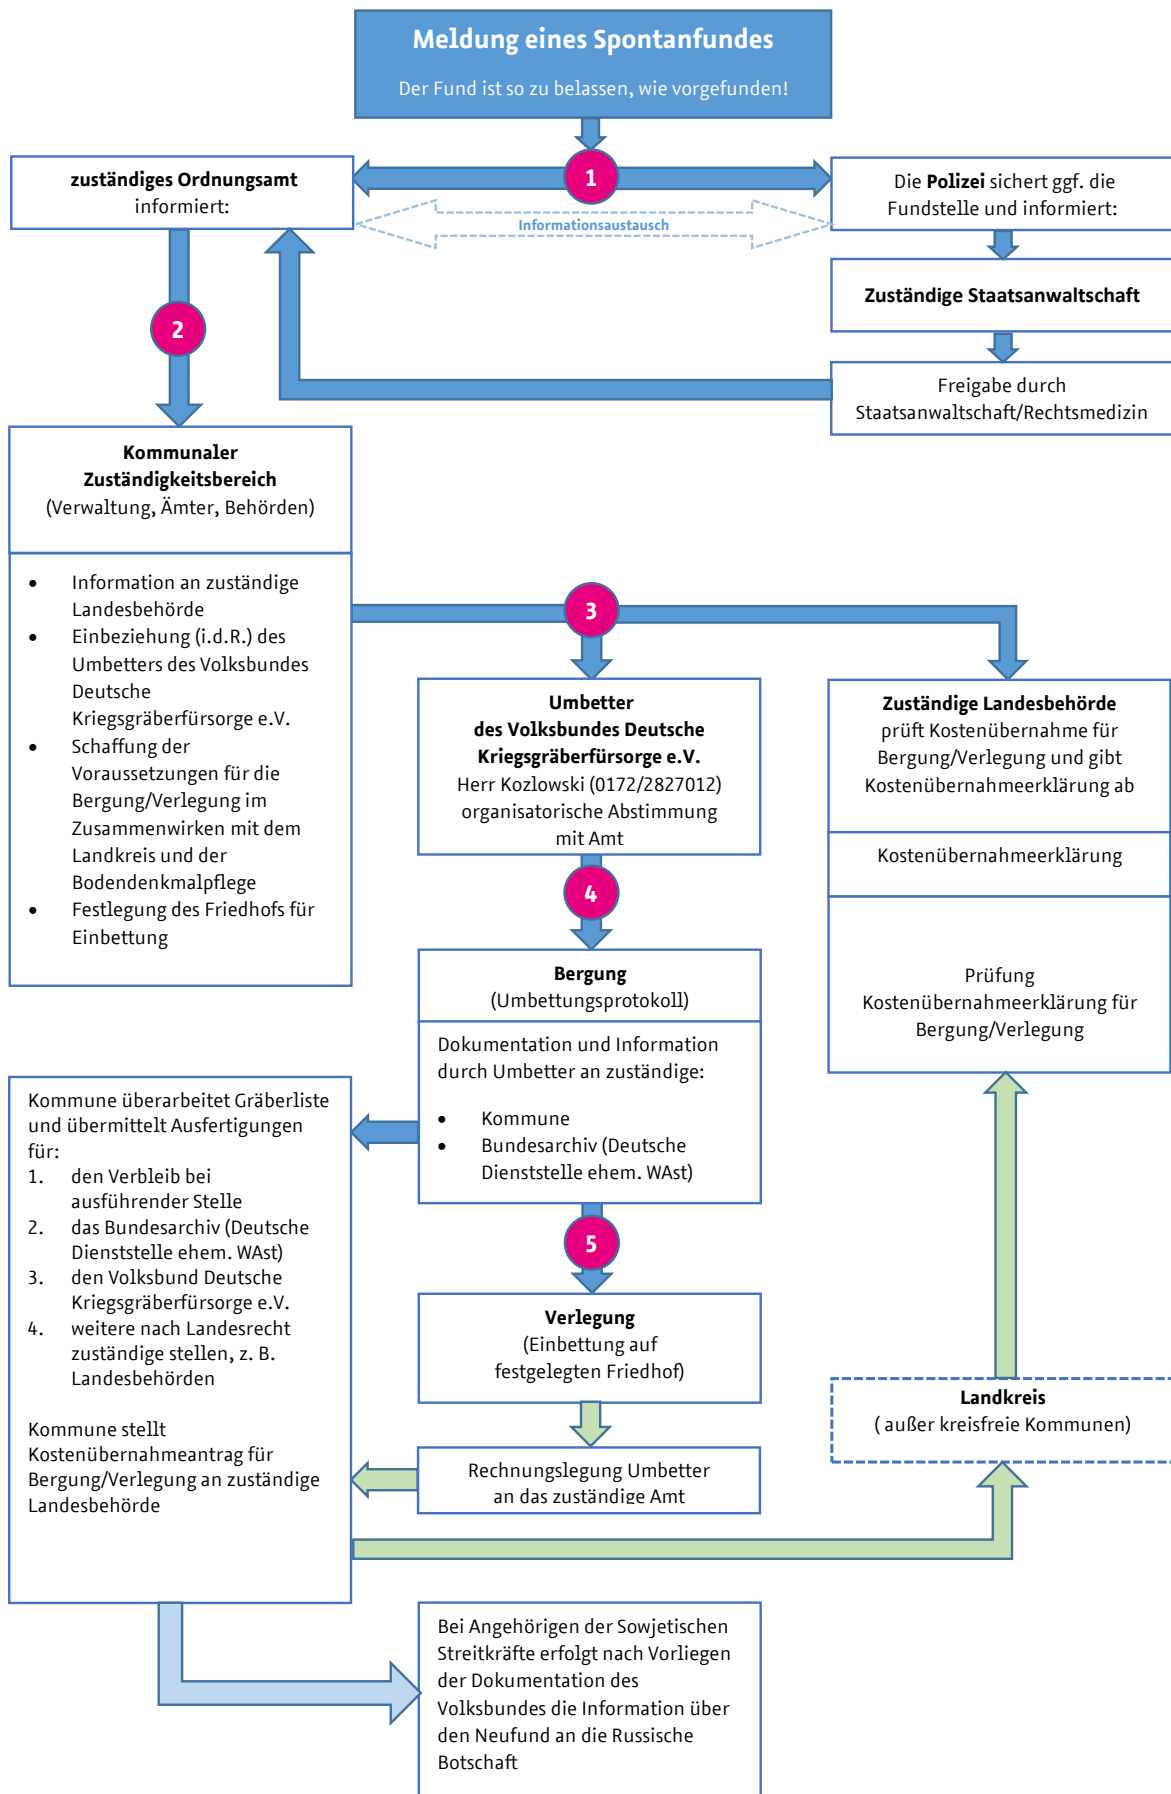 Meldung eines Spontanfundes
Der Fund ist so zu belassen, wie vorgefunden!
1
zuständiges Ordnungsamt
informiert:
Die Polizei sichert ggf. die
Fundstelle und informiert:
Informationsaustausch
Zuständige Staatsanwaltschaft
2
Freigabe durch
Staatsanwaltschaft/Rechtsmedizin
Kommunaler
Zuständigkeitsbereich
(Verwaltung, Ämter, Behörden)
• Information an zuständige
Landesbehörde
• Einbeziehung (i.d.R.) des
Umbetters des Volksbundes
Deutsche
Kriegsgräberfürsorge e.V.
• Schaffung der
Voraussetzungen für die
Bergung/Verlegung im
Zusammenwirken mit dem
Landkreis und der
Bodendenkmalpflege
• Festlegung des Friedhofs für
Einbettung
3
Umbetter
des Volksbundes Deutsche
Kriegsgräberfürsorge e.V.
Herr Kozlowski (0172/2827012)
organisatorische Abstimmung
mit Amt
Zuständige Landesbehörde
prüft Kostenübernahme für
Bergung/Verlegung und gibt
Kostenübernahmeerklärung ab
Kostenübernahmeerklärung
Prüfung
Kostenübernahmeerklärung für
Bergung/Verlegung
4
Bergung
(Umbettungsprotokoll)
Dokumentation und Information
durch Umbetter an zuständige:
• Kommune
• Bundesarchiv (Deutsche
Dienststelle ehem. WAst)
Kommune überarbeitet Gräberliste
und übermittelt Ausfertigungen
für:
1. den Verbleib bei
ausführender Stelle
2. das Bundesarchiv (Deutsche
Dienststelle ehem. WAst)
3. den Volksbund Deutsche
Kriegsgräberfürsorge e.V.
4. weitere nach Landesrecht
zuständige stellen, z. B.
Landesbehörden
Kommune stellt
Kostenübernahmeantrag für
Bergung/Verlegung an zuständige
Landesbehörde
5
Verlegung
(Einbettung auf
festgelegten Friedhof)
Landkreis
( außer kreisfreie Kommunen)
Rechnungslegung Umbetter
an das zuständige Amt
Bei Angehörigen der Sowjetischen
Streitkräfte erfolgt nach Vorliegen
der Dokumentation des
Volksbundes die Information über
den Neufund an die Russische
Botschaft